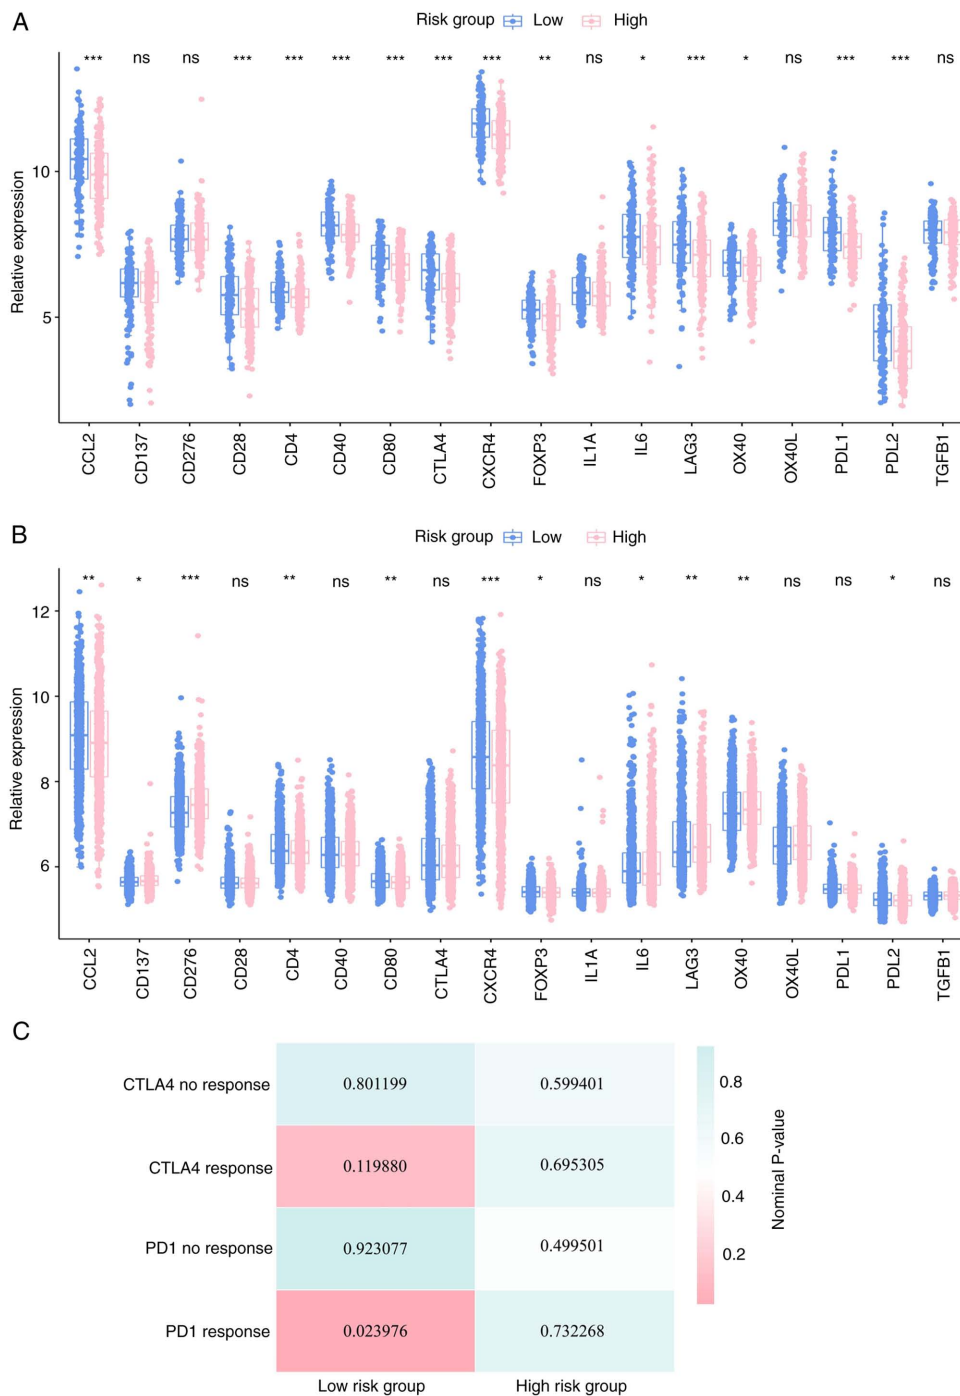 A
Risk group Low High
*** ns ns *** *** *** *** *** *** ** ns * *** * ns *** *** ns
Relative expression
10
5
CCL2 CD137 CD276 CD28 CD4 CD40 CD80 CTLA4 CXCR4 FOXP3 IL1A IL6 LAG3 OX40 OX40L PDL1 PDL2 TGFB1
B
Risk group Low High
** * *** ns ** ns ** ns *** * ns * ** ** ns ns * ns
Relative expression
12
10
8
6
CCL2 CD137 CD276 CD28 CD4 CD40 CD80 CTLA4 CXCR4 FOXP3 IL1A IL6 LAG3 OX40 OX40L PDL1 PDL2 TGFB1
C
CTLA4 no response 0.801199 0.599401
CTLA4 response 0.119880 0.695305
PD1 no response 0.923077 0.499501
PD1 response 0.023976 0.732268
Low risk group High risk group
0.8
0.6
0.4
0.2
Nominal P-value